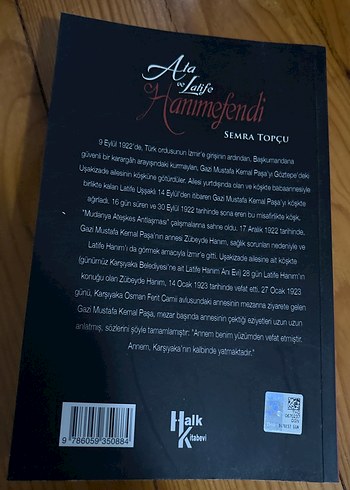 Ata
ve Latife
Hanımefendi
SEMRA TOPÇU
9 Eylül 1922'de, Türk ordusunun İzmir'e girişinin ardından, Başkumandana
güvenli bir karargâh arayışındaki kurmayları, Gazi Mustafa Kemal Paşa'yı Göztepe'deki
Uşakizade ailesinin köşküne götürdüler. Ailesi yurtdışında olan ve köşkte babaannesiyle
birlikte kalan Latife Uşşaki 14 Eylül'den itibaren Gazi Mustafa Kemal Paşa'yı köşkte
ağırladı. 16 gün süren ve 30 Eylül 1922 tarihinde sona eren bu misafirlikte köşk,
"Mudanya Ateşkes Antlaşması" çalışmalarına sahne oldu. 17 Aralık 1922 tarihinde,
Gazi Mustafa Kemal Paşa'nın annesi Zübeyde Hanım, sağlık sorunları nedeniyle ve
Latife Hanım'ı da görmek amacıyla İzmir'e gitti. Uşakizade ailesine ait köşkte
(günümüz Karşıyaka Belediyesi'ne ait Latife Hanım Anı Evi) 28 gün Latife Hanım'ın
konuğu olan Zübeyde Hanım, 14 Ocak 1923 tarihinde vefat etti. 27 Ocak 1923
günü, Karşıyaka Osman Ferit Camii avlusundaki annesinin mezarına ziyarete gelen
Gazi Mustafa Kemal Paşa, mezar başında annesinin çektiği eziyetleri uzun uzun
anlatmış, sözlerini şöyle tamamlamıştır: "Annem benim yüzümden vefat etmiştir.
Annem, Karşıyaka'nın kalbinde yatmaktadır."
9 786059 350884
Halk
Kitabevi